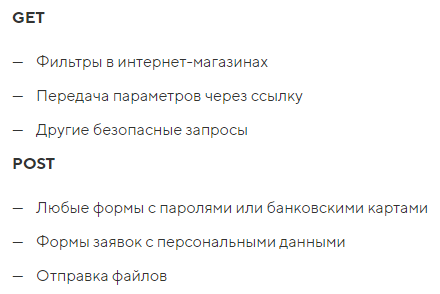 GET
— Фильтры в интернет-магазинах
— Передача параметров через ссылку
— Другие безопасные запросы
POST
— Любые формы с паролями или банковскими картами
— Формы заявок с персональными данными
— Отправка файлов